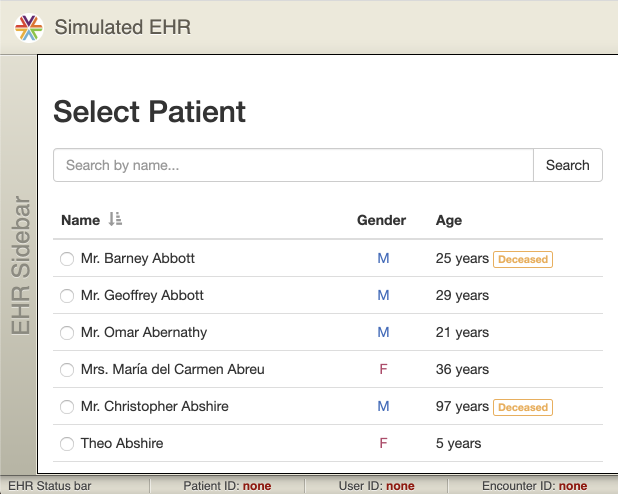 Simulated EHR
EHR Sidebar
Select Patient
Search by name... Search
Name Gender Age
Mr. Barney Abbott M 25 years Deceased
Mr. Geoffrey Abbott M 29 years
Mr. Omar Abernathy M 21 years
Mrs. María del Carmen Abreu F 36 years
Mr. Christopher Abshire M 97 years Deceased
Theo Abshire F 5 years
EHR Status bar Patient ID: none User ID: none Encounter ID: none